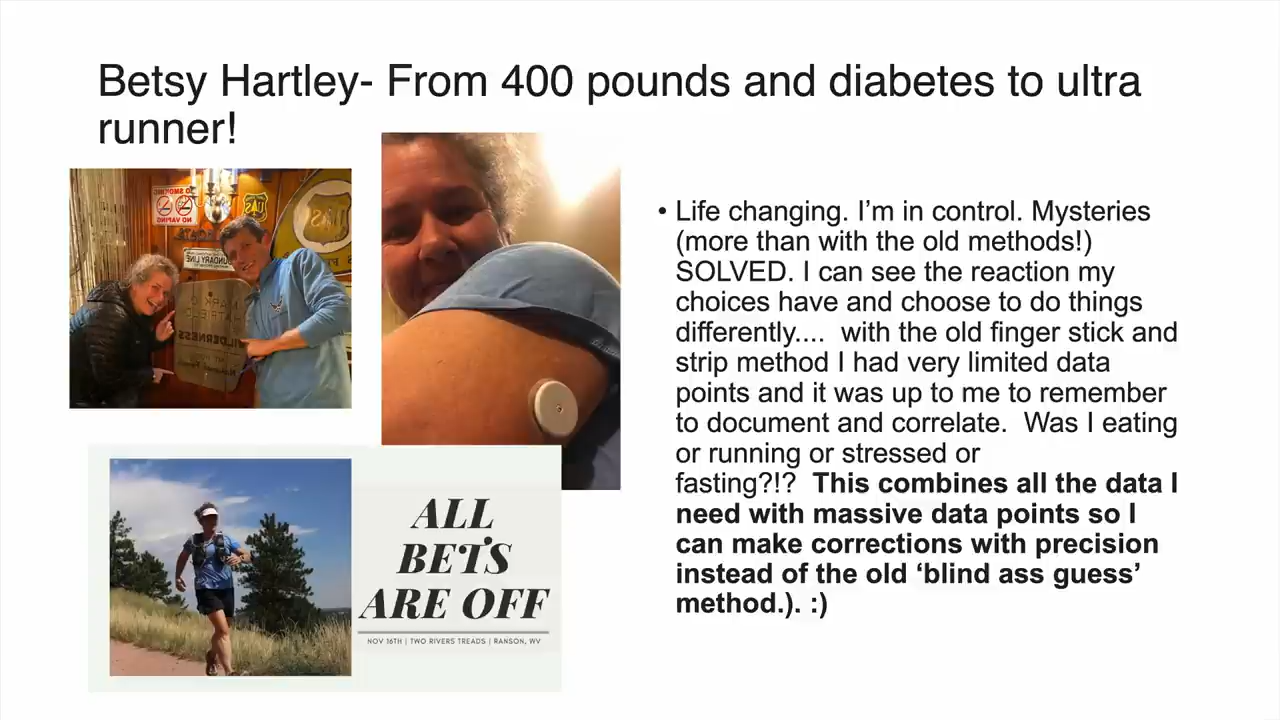 Betsy Hartley- From 400 pounds and diabetes to ultra
runner!
NO SMOKING
NO VAPING
UAS
• Life changing. I’m in control. Mysteries
(more than with the old methods!)
SOLVED. I can see the reaction my
choices have and choose to do things
differently....  with the old finger stick and
strip method I had very limited data
points and it was up to me to remember
to document and correlate.  Was I eating
or running or stressed or
fasting?!?  This combines all the data I
need with massive data points so I
can make corrections with precision
instead of the old ‘blind ass guess’
method.). :)
ALL
BETS
ARE OFF
NOV 16TH | TWO RIVERS TREADS | RANSON, WV